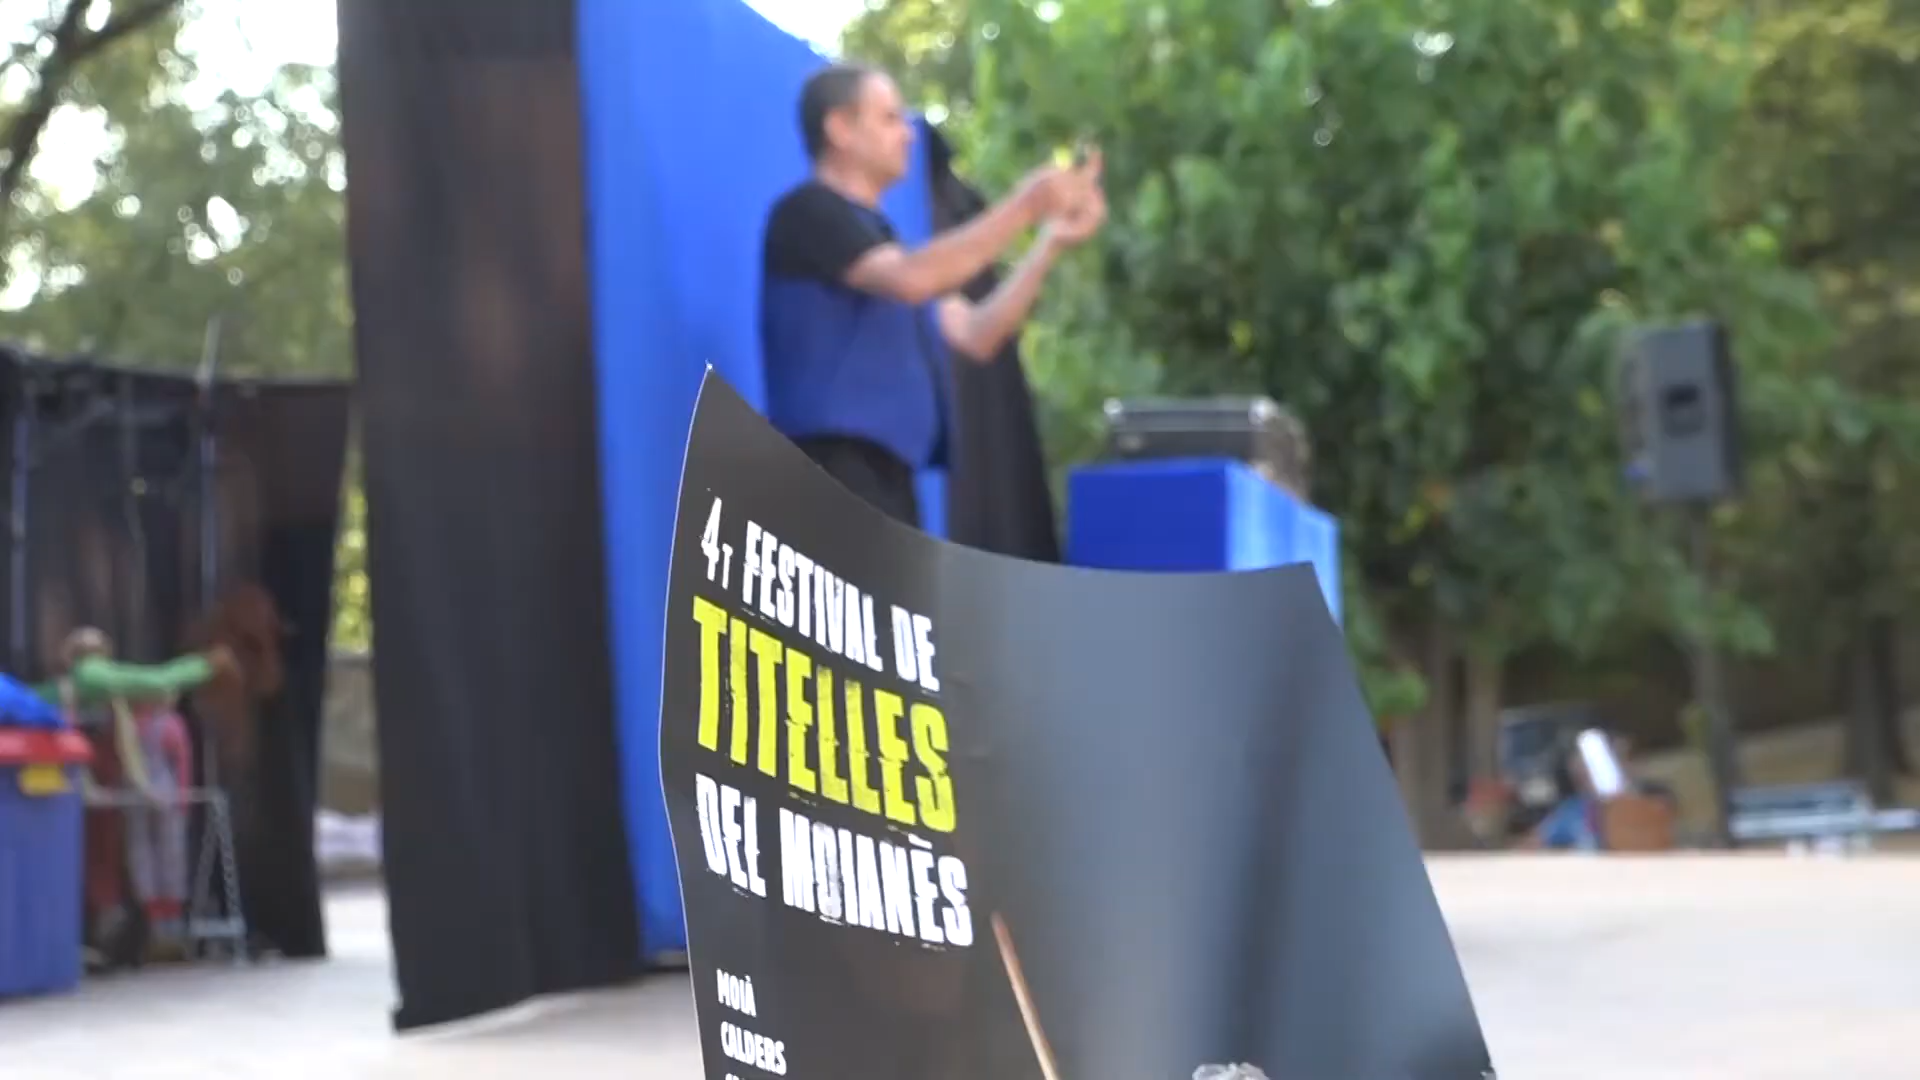 4T FESTIVAL DE
TITELLES
DEL MOIANÈS
MOIÀ
CALDERS